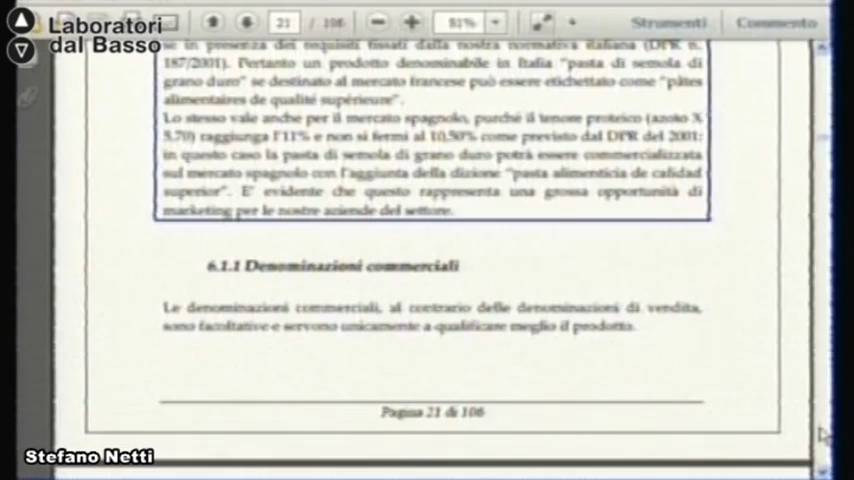 Laboratori
dal Basso
21 / 106
51%
Strumenti
Commento
se in presenza dei requisiti fissati dalla nostra normativa italiana (DPR n.
187/2001). Pertanto un prodotto denominabile in Italia "pasta di semola di
grano duro" se destinato al mercato francese può essere etichettato come "pâtes
alimentaires de qualité supérieure".
Lo stesso vale anche per il mercato spagnolo, purché il tenore proteico (azoto X
5,70) raggiunga l'11% e non si fermi al 10,50% come previsto dal DPR del 2001:
in questo caso la pasta di semola di grano duro potrà essere commercializzata
sul mercato spagnolo con l'aggiunta della dizione "pasta alimenticia de calidad
superior". E' evidente che questo rappresenta una grossa opportunità di
marketing per le nostre aziende del settore.
6.1.1 Denominazioni commerciali
Le denominazioni commerciali, al contrario delle denominazioni di vendita,
sono facoltative e servono unicamente a qualificare meglio il prodotto.
Pagina 21 di 106
Stefano Netti